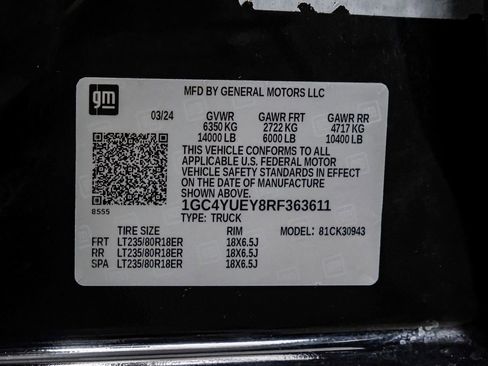 gm
MFD BY GENERAL MOTORS LLC
03/24 GVWR GAWR FRT GAWR RR
6350 KG 2722 KG 4717 KG
14000 LB 6000 LB 10400 LB
THIS VEHICLE CONFORMS TO ALL
APPLICABLE U.S. FEDERAL MOTOR
VEHICLE SAFETY STANDARDS IN EFFECT
ON THE DATE OF MANUFACTURE
SHOWN ABOVE.
8555 1GC4YUEY8RF363611
TYPE: TRUCK
TIRE SIZE RIM MODEL: 81CK30943
FRT LT235/80R18ER 18X6.5J
RR LT235/80R18ER 18X6.5J
SPA LT235/80R18ER 18X6.5J